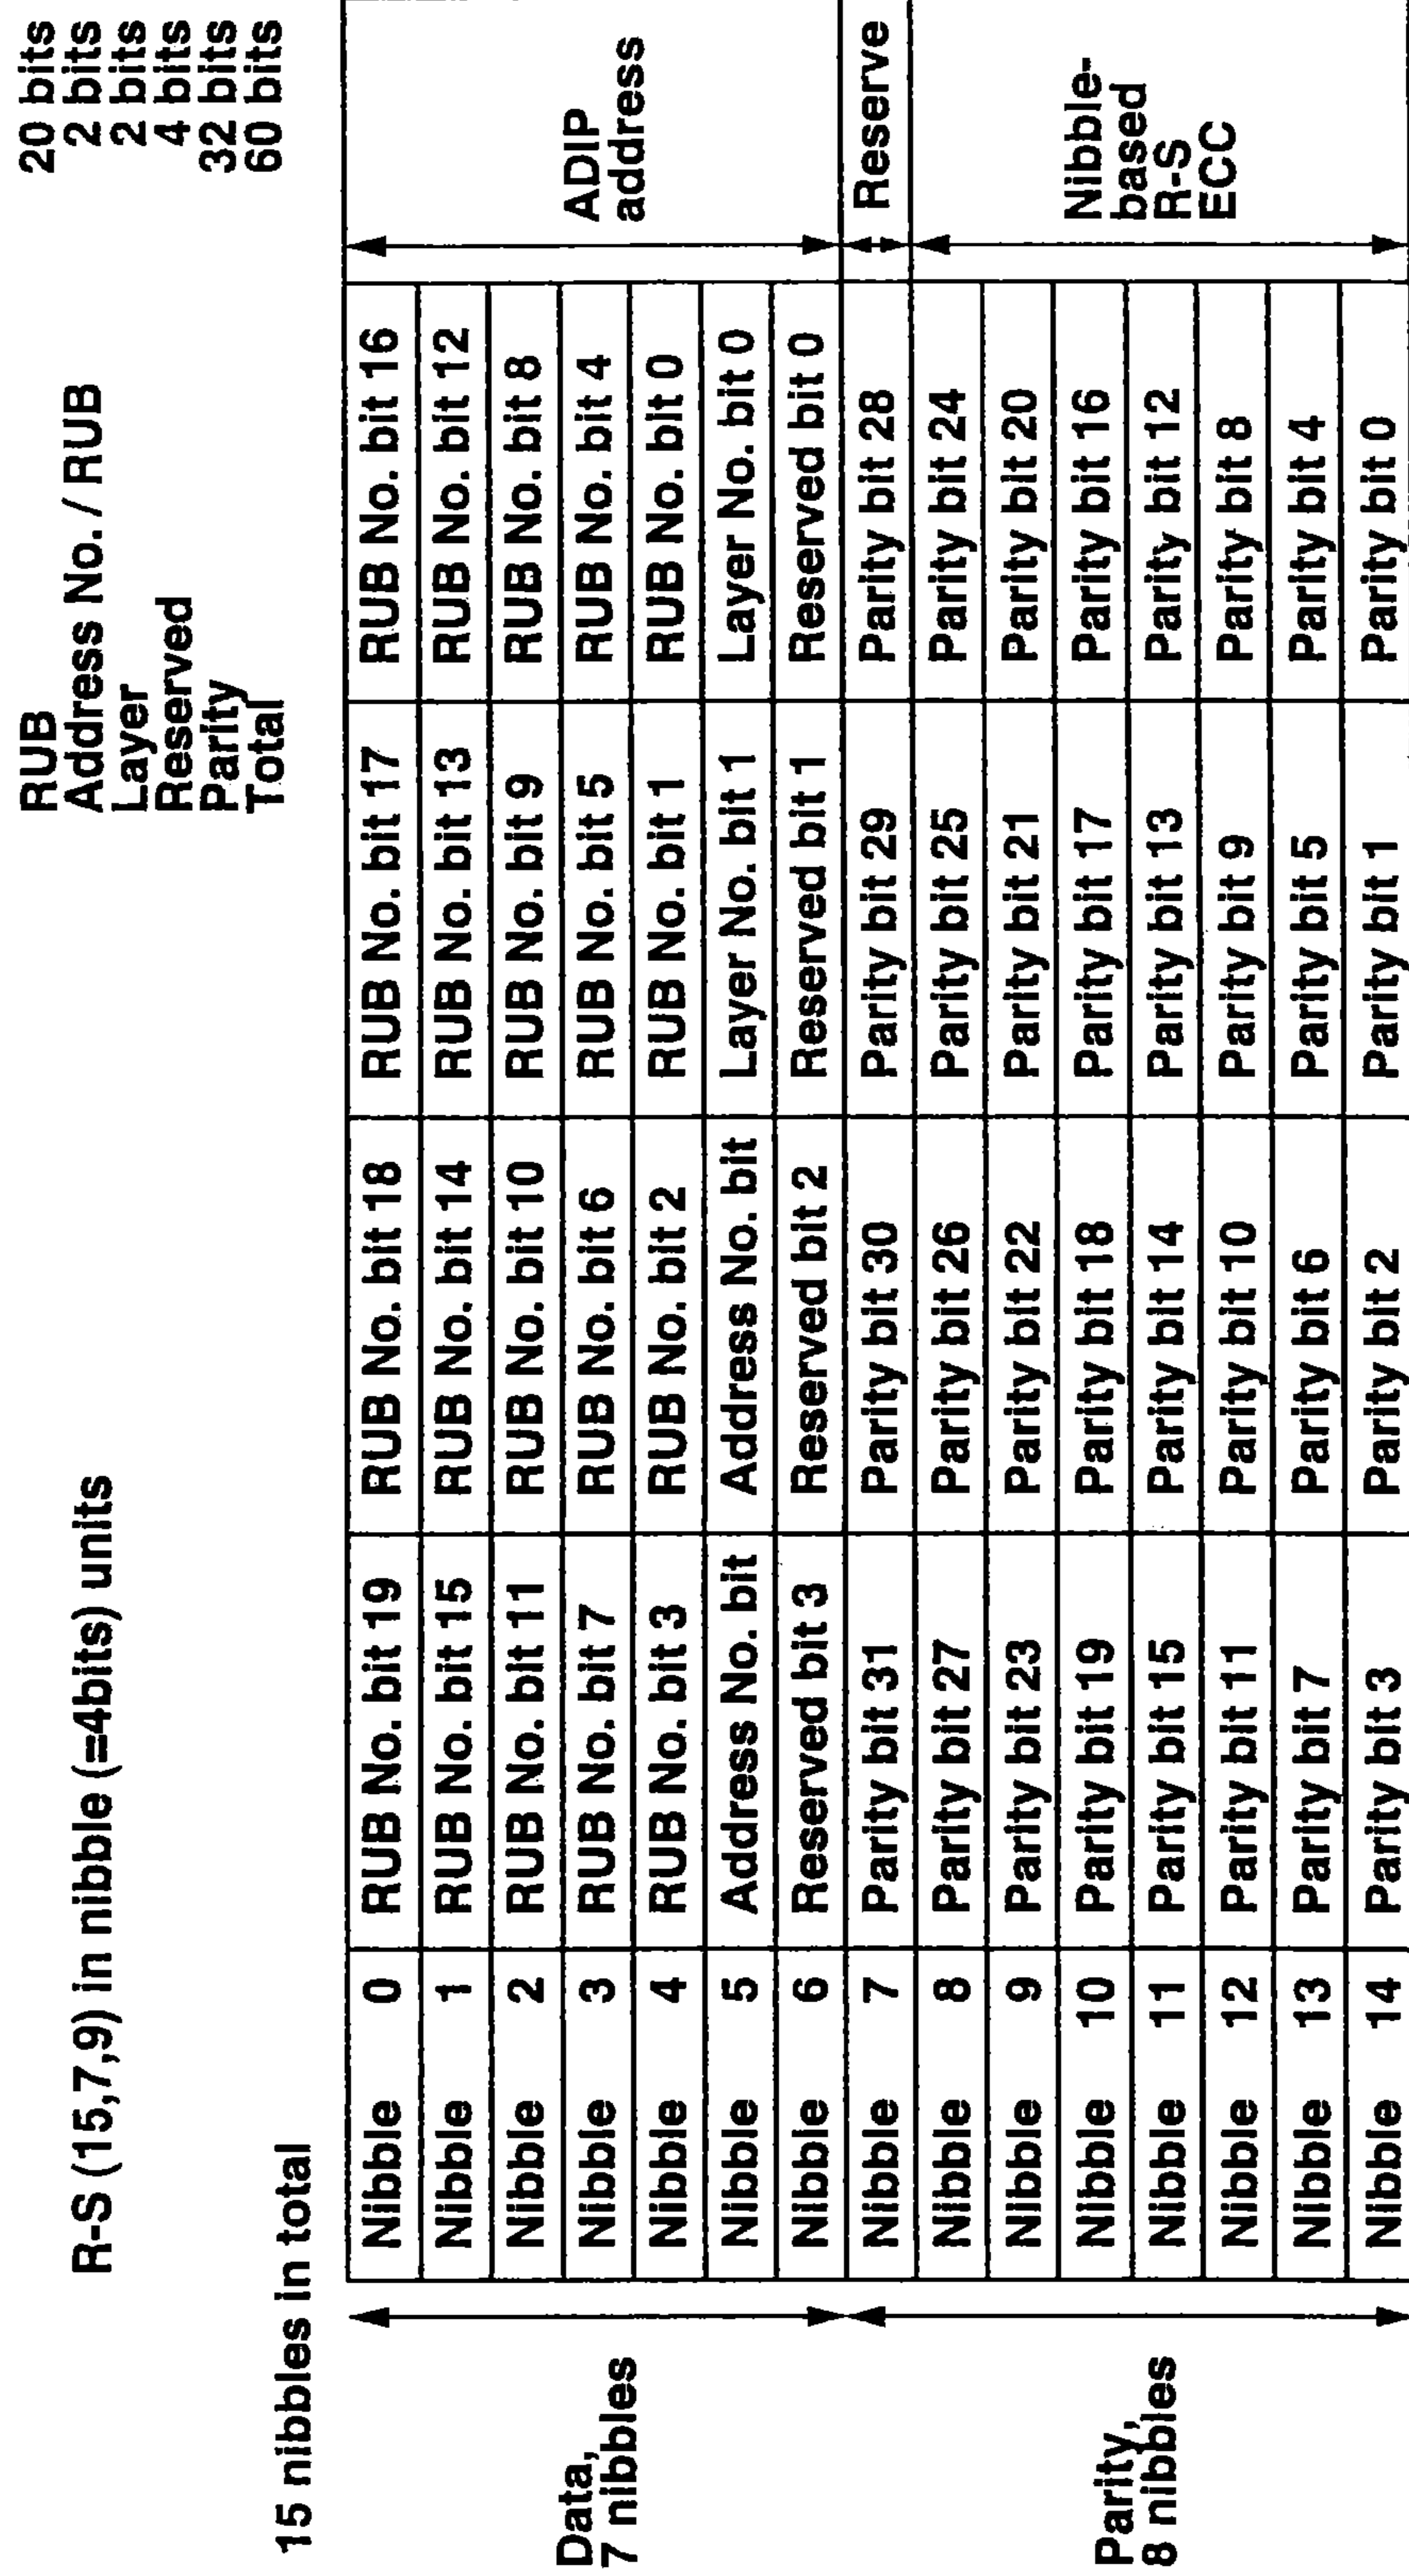 R-S (15,7,9) in nibble (=4bits) units
RUB 20 bits
Address No. / RUB 2 bits
Layer 2 bits
Reserved 4 bits
Parity 32 bits
Total 60 bits
15 nibbles in total
Data,
7 nibbles
Parity,
8 nibbles
Nibble 0 RUB No. bit 19 RUB No. bit 18 RUB No. bit 17 RUB No. bit 16
Nibble 1 RUB No. bit 15 RUB No. bit 14 RUB No. bit 13 RUB No. bit 12
Nibble 2 RUB No. bit 11 RUB No. bit 10 RUB No. bit 9 RUB No. bit 8
Nibble 3 RUB No. bit 7 RUB No. bit 6 RUB No. bit 5 RUB No. bit 4
Nibble 4 RUB No. bit 3 RUB No. bit 2 RUB No. bit 1 RUB No. bit 0
Nibble 5 Address No. bit Address No. bit Layer No. bit 1 Layer No. bit 0
Nibble 6 Reserved bit 3 Reserved bit 2 Reserved bit 1 Reserved bit 0
Nibble 7 Parity bit 31 Parity bit 30 Parity bit 29 Parity bit 28
Nibble 8 Parity bit 27 Parity bit 26 Parity bit 25 Parity bit 24
Nibble 9 Parity bit 23 Parity bit 22 Parity bit 21 Parity bit 20
Nibble 10 Parity bit 19 Parity bit 18 Parity bit 17 Parity bit 16
Nibble 11 Parity bit 15 Parity bit 14 Parity bit 13 Parity bit 12
Nibble 12 Parity bit 11 Parity bit 10 Parity bit 9 Parity bit 8
Nibble 13 Parity bit 7 Parity bit 6 Parity bit 5 Parity bit 4
Nibble 14 Parity bit 3 Parity bit 2 Parity bit 1 Parity bit 0
ADIP
address
Reserve
Nibble-
based
R-S
ECC